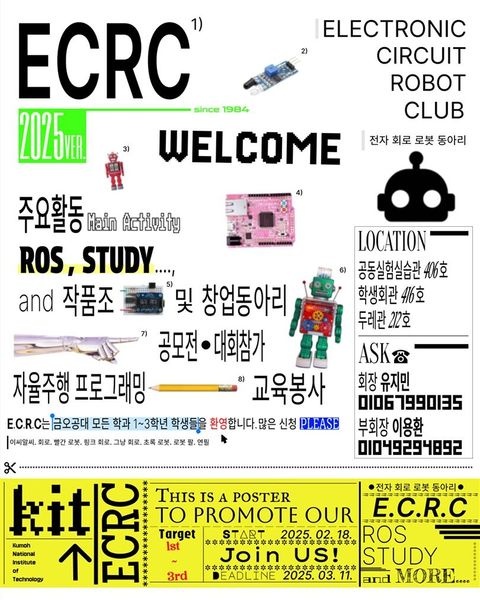 ECRC 1)
2)
ELECTRONIC
CIRCUIT
ROBOT
CLUB
since 1984
2025VER.
WELCOME
전자 회로 로봇 동아리
3)
4)
주요활동 Main Activity
ROS, STUDY....,
and 작품조 5) 및 창업동아리 6)
7) 공모전•대회참가
자율주행 프로그래밍 8) 교육봉사
LOCATION
공동실험실습관 406호
학생회관 416호
두레관 212호
ASK☎
회장 유지민
01067990135
부회장 이용환
01049294892
E.C.R.C는 금오공대 모든 학과 1~3학년 학생들을 환영합니다. 많은 신청 PLEASE
이씨알씨, 회로, 빨간 로봇, 핑크 회로, 그냥 회로, 초록 로봇, 로봇 팔, 연필
kit
Kumoh
National
Institute
of
Technology
ECRC
THIS IS A POSTER
TO PROMOTE OUR
Target
1st
~
3rd
START 2025. 02. 18.
Join US!
DEADLINE 2025. 03. 11.
●전자 회로 로봇 동아리●
E.C.R.C
ROS
STUDY
and MORE....